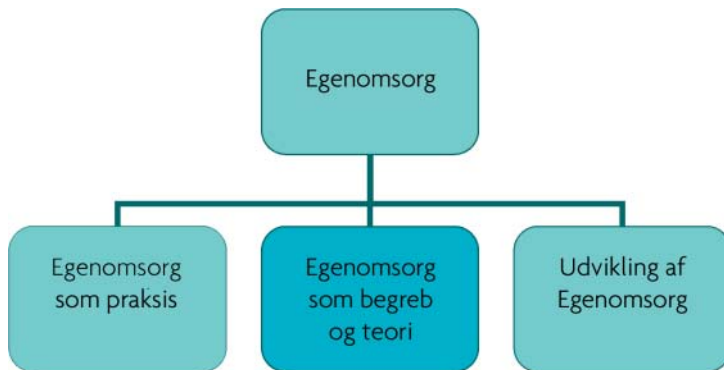 Egenomsorg
Egenomsorg
som praksis
Egenomsorg
som begreb
og teori
Udvikling af
Egenomsorg